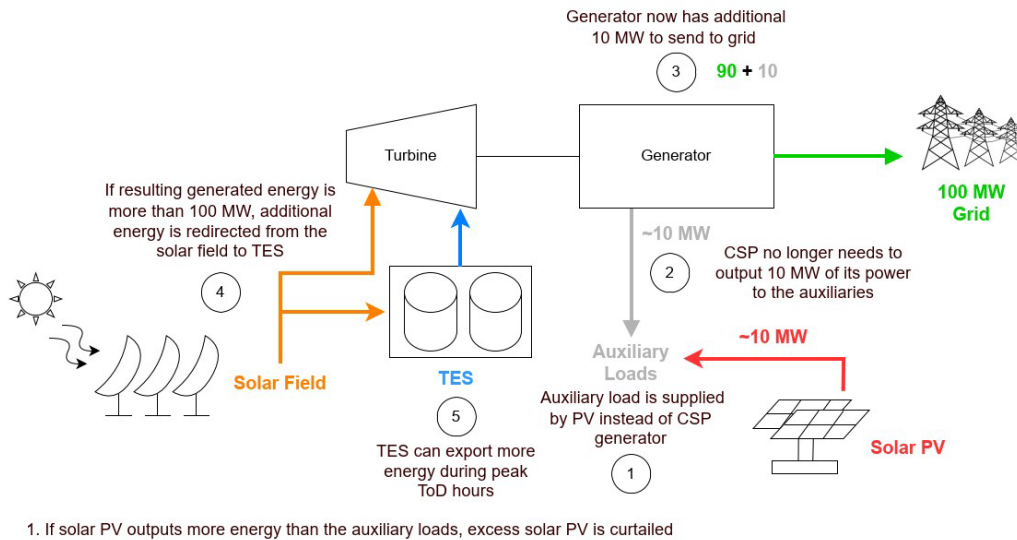 Generator now has additional
10 MW to send to grid
3
90 + 10
Turbine
Generator
100 MW
Grid
If resulting generated energy is
more than 100 MW, additional
energy is redirected from the
solar field to TES
4
~10 MW
2
CSP no longer needs to
output 10 MW of its power
to the auxiliaries
~10 MW
Solar Field
TES
5
TES can export more
energy during peak
ToD hours
Auxiliary
Loads
Auxiliary load is supplied
by PV instead of CSP
generator
1
Solar PV
1. If solar PV outputs more energy than the auxiliary loads, excess solar PV is curtailed